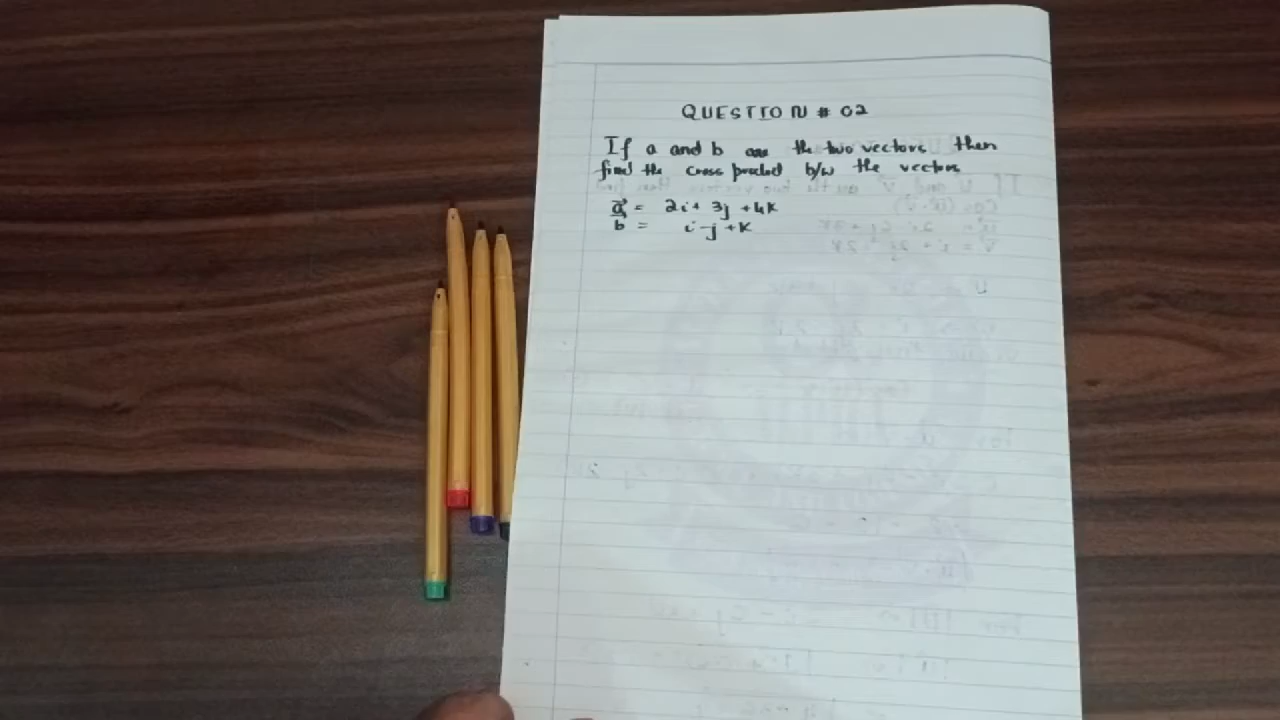 QUESTION # 02
If a and b are the two vectors then
find the cross product b/w the vectors
a⃗ = 2i + 3j + 4k
b = i - j + k